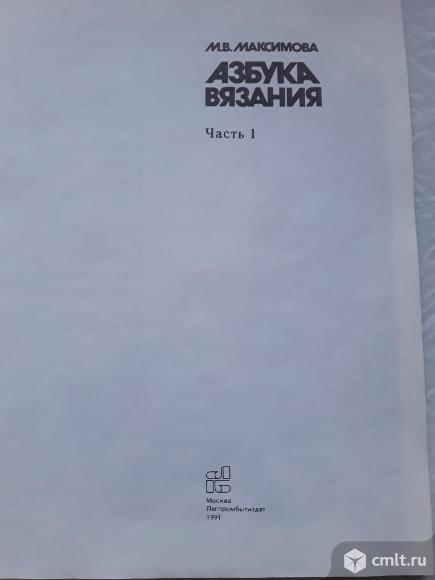 М.В. МАКСИМОВА
АЗБУКА
ВЯЗАНИЯ
Часть 1
Москва
Легпромбытиздат
1991
cmlt.ru